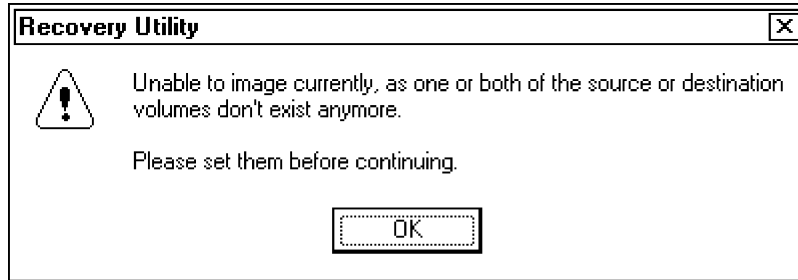 Recovery Utility
Unable to image currently, as one or both of the source or destination
volumes don't exist anymore.
Please set them before continuing.
OK